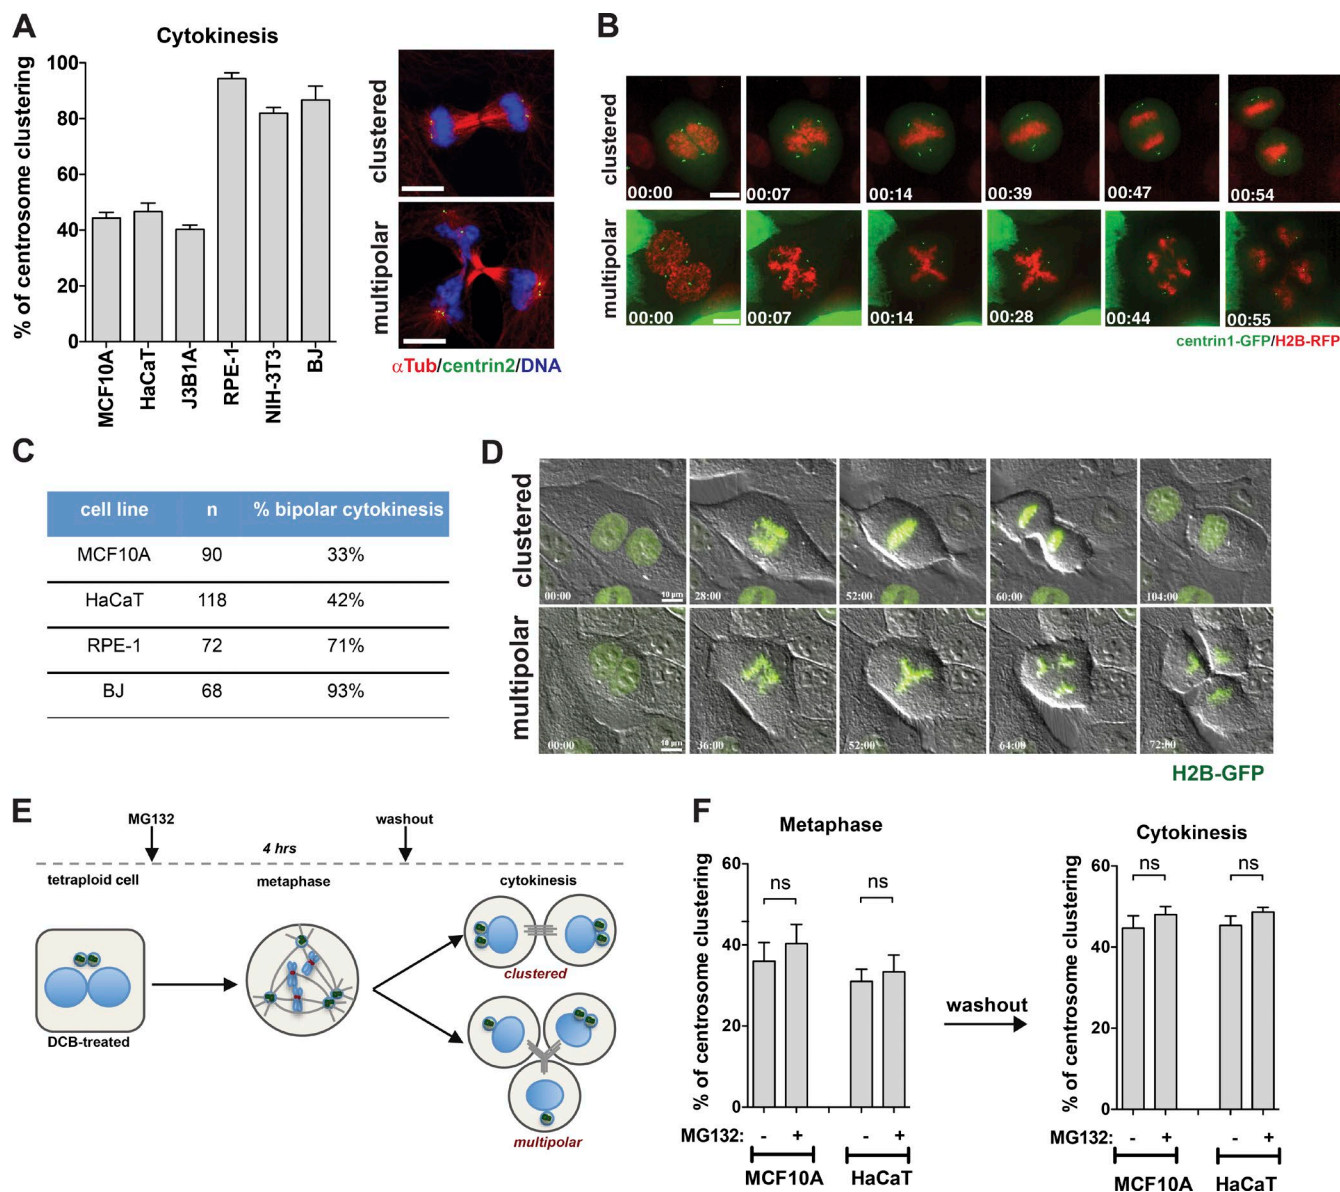 A
Cytokinesis
% of centrosome clustering
100
80
60
40
20
0
MCF10A
HaCaT
J3B1A
RPE-1
NIH-3T3
BJ
clustered
multipolar
αTub/centrin2/DNA
B
clustered
00:00
00:07
00:14
00:39
00:47
00:54
multipolar
00:00
00:07
00:14
00:28
00:44
00:55
centrin1-GFP/H2B-RFP
C
cell line n % bipolar cytokinesis
MCF10A 90 33%
HaCaT 118 42%
RPE-1 72 71%
BJ 68 93%
D
clustered
00:00
10 µm
28:00
52:00
60:00
104:00
multipolar
00:00
10 µm
36:00
52:00
64:00
72:00
H2B-GFP
E
MG132
washout
4 hrs
tetraploid cell
metaphase
cytokinesis
DCB-treated
clustered
multipolar
F
Metaphase
% of centrosome clustering
60
40
20
0
ns
ns
MG132: - + - +
MCF10A HaCaT
washout
Cytokinesis
% of centrosome clustering
60
40
20
0
ns
ns
MG132: - + - +
MCF10A HaCaT